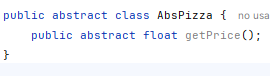 public abstract class AbsPizza {  no usa
    public abstract float getPrice();
}